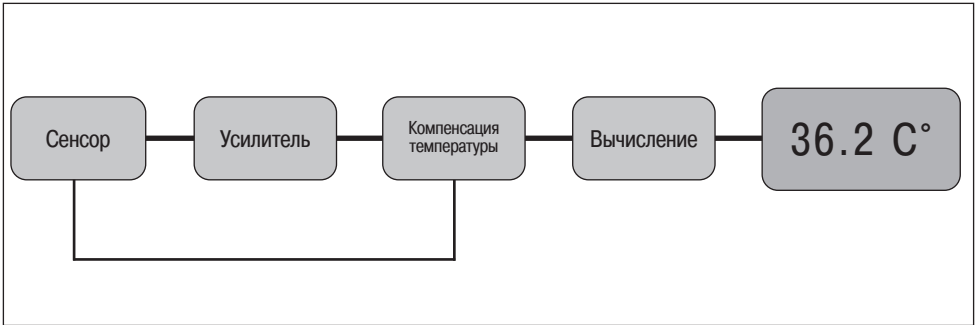 Сенсор
Усилитель
Компенсация
температуры
Вычисление
36.2 C°